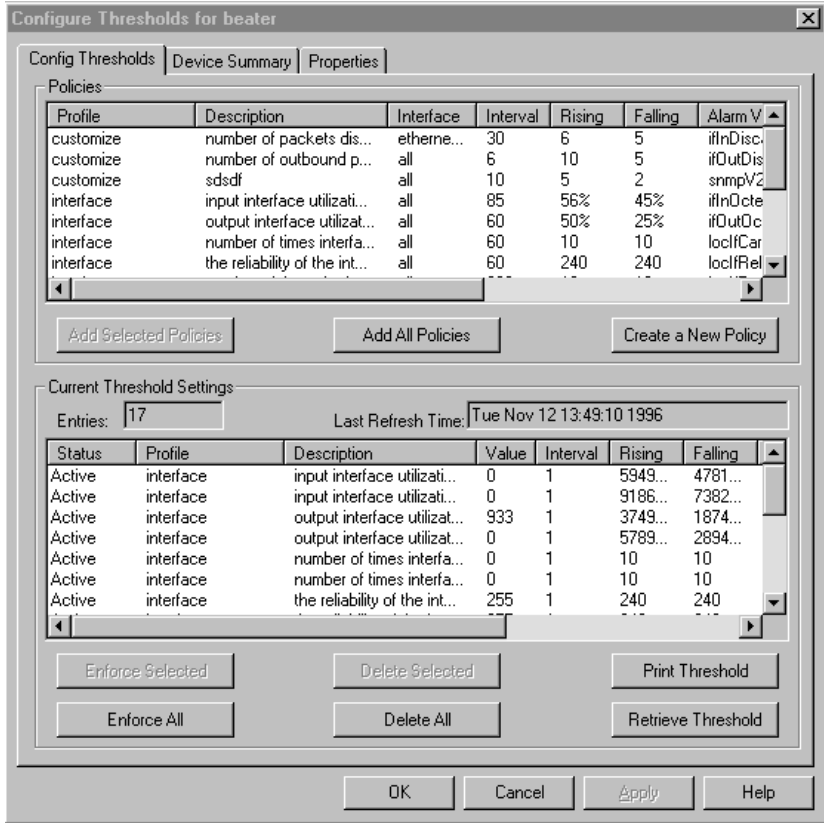 Configure Thresholds for beater
Config Thresholds Device Summary Properties
Policies
Profile Description Interface Interval Rising Falling Alarm V
customize number of packets dis... etherne... 30 6 5 ifInDisc
customize number of outbound p... all 6 10 5 ifOutDis
customize sdsdf all 10 5 2 snmpV2
interface input interface utilizati... all 85 56% 45% ifInOcte
interface output interface utilizat... all 60 50% 25% ifOutOc
interface number of times interfa... all 60 10 10 locIfCar
interface the reliability of the int... all 60 240 240 locIfRel
Add Selected Policies Add All Policies Create a New Policy
Current Threshold Settings
Entries: 17 Last Refresh Time: Tue Nov 12 13:49:10 1996
Status Profile Description Value Interval Rising Falling
Active interface input interface utilizati... 0 1 5949... 4781...
Active interface input interface utilizati... 0 1 9186... 7382...
Active interface output interface utilizat... 933 1 3749... 1874...
Active interface output interface utilizat... 0 1 5789... 2894...
Active interface number of times interfa... 0 1 10 10
Active interface number of times interfa... 0 1 10 10
Active interface the reliability of the int... 255 1 240 240
Enforce Selected Delete Selected Print Threshold
Enforce All Delete All Retrieve Threshold
OK Cancel Apply Help